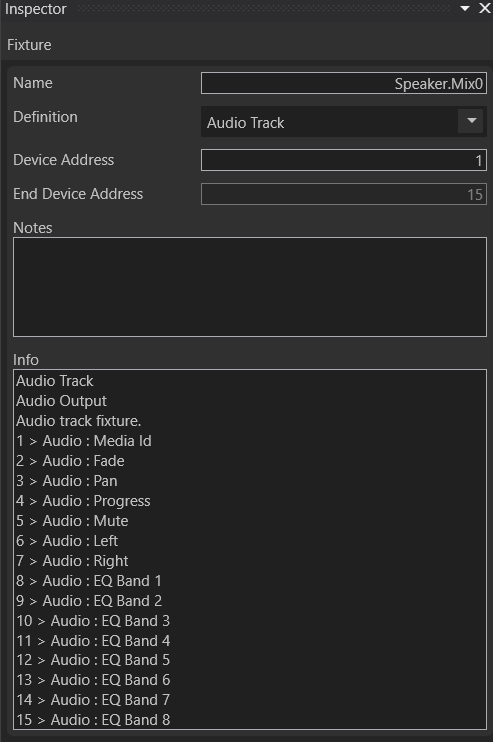 Inspector
Fixture
Name
Speaker.Mix0
Definition
Audio Track
Device Address
1
End Device Address
15
Notes
Info
Audio Track
Audio Output
Audio track fixture.
1 > Audio : Media Id
2 > Audio : Fade
3 > Audio : Pan
4 > Audio : Progress
5 > Audio : Mute
6 > Audio : Left
7 > Audio : Right
8 > Audio : EQ Band 1
9 > Audio : EQ Band 2
10 > Audio : EQ Band 3
11 > Audio : EQ Band 4
12 > Audio : EQ Band 5
13 > Audio : EQ Band 6
14 > Audio : EQ Band 7
15 > Audio : EQ Band 8